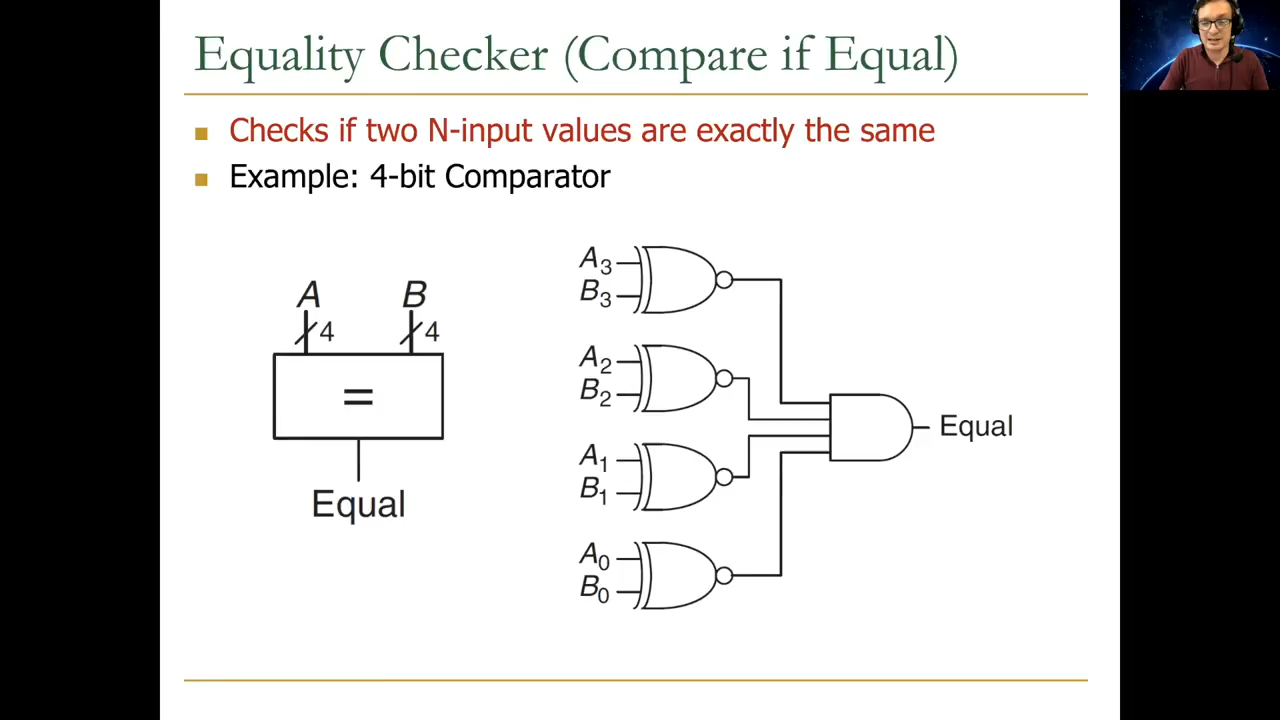 Equality Checker (Compare if Equal)
Checks if two N-input values are exactly the same
Example: 4-bit Comparator
A B
4 4
=
Equal
A3
B3
A2
B2
A1
B1
A0
B0
Equal